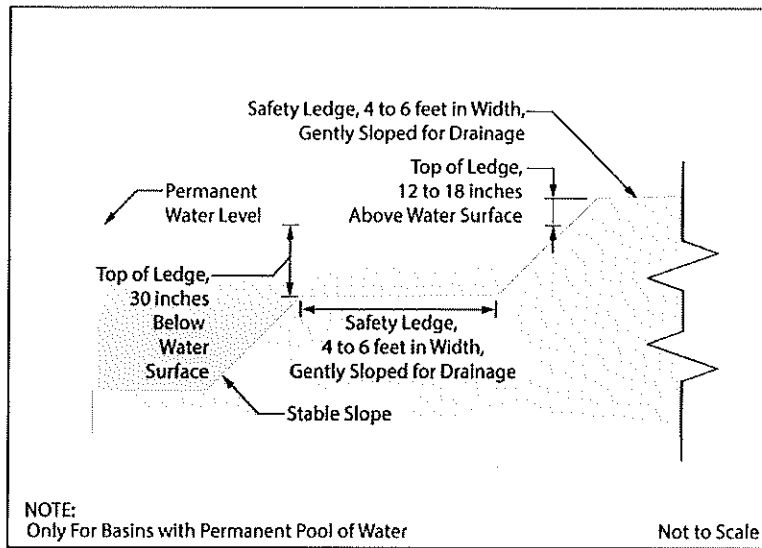 Safety Ledge, 4 to 6 feet in Width,
Gently Sloped for Drainage
Top of Ledge,
12 to 18 inches
Above Water Surface
Permanent
Water Level
Top of Ledge,
30 inches
Below
Water
Surface
Safety Ledge,
4 to 6 feet in Width,
Gently Sloped for Drainage
Stable Slope
NOTE:
Only For Basins with Permanent Pool of Water
Not to Scale